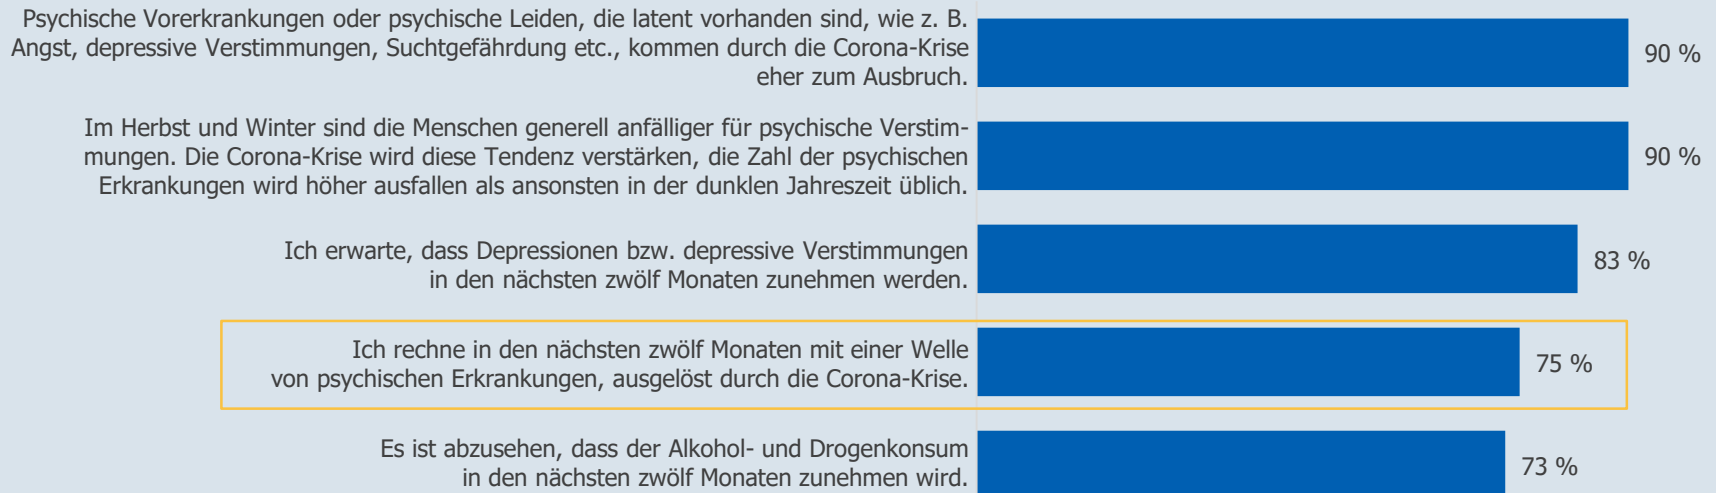 Psychische Vorerkrankungen oder psychische Leiden, die latent vorhanden sind, wie z. B.
Angst, depressive Verstimmungen, Suchtgefährdung etc., kommen durch die Corona-Krise
eher zum Ausbruch.
90 %
Im Herbst und Winter sind die Menschen generell anfälliger für psychische Verstim-
mungen. Die Corona-Krise wird diese Tendenz verstärken, die Zahl der psychischen
Erkrankungen wird höher ausfallen als ansonsten in der dunklen Jahreszeit üblich.
90 %
Ich erwarte, dass Depressionen bzw. depressive Verstimmungen
in den nächsten zwölf Monaten zunehmen werden.
83 %
Ich rechne in den nächsten zwölf Monaten mit einer Welle
von psychischen Erkrankungen, ausgelöst durch die Corona-Krise.
75 %
Es ist abzusehen, dass der Alkohol- und Drogenkonsum
in den nächsten zwölf Monaten zunehmen wird.
73 %